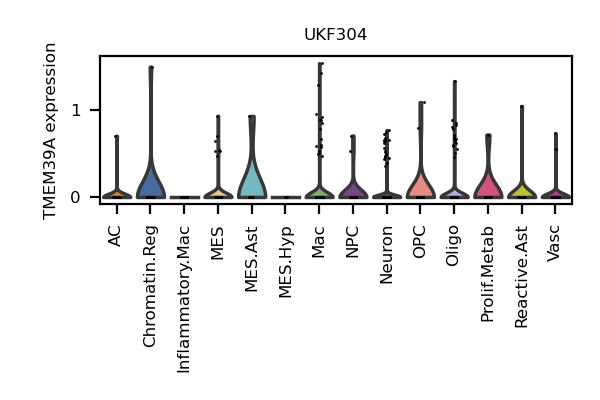 UKF304
TMEM39A expression
1
0
AC
Chromatin.Reg
Inflammatory.Mac
MES
MES.Ast
MES.Hyp
Mac
NPC
Neuron
OPC
Oligo
Prolif.Metab
Reactive.Ast
Vasc